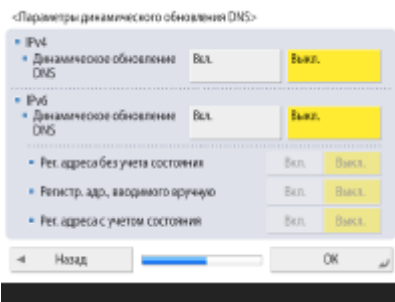 <Параметры динамического обновления DNS>
IPv4
Динамическое обновление Вкл. Выкл.
DNS
IPv6
Динамическое обновление Вкл. Выкл.
DNS
Рег. адреса без учета состояния Вкл. Выкл.
Регистр. адр., вводимого вручную Вкл. Выкл.
Рег. адреса с учетом состояния Вкл. Выкл.
Назад OK